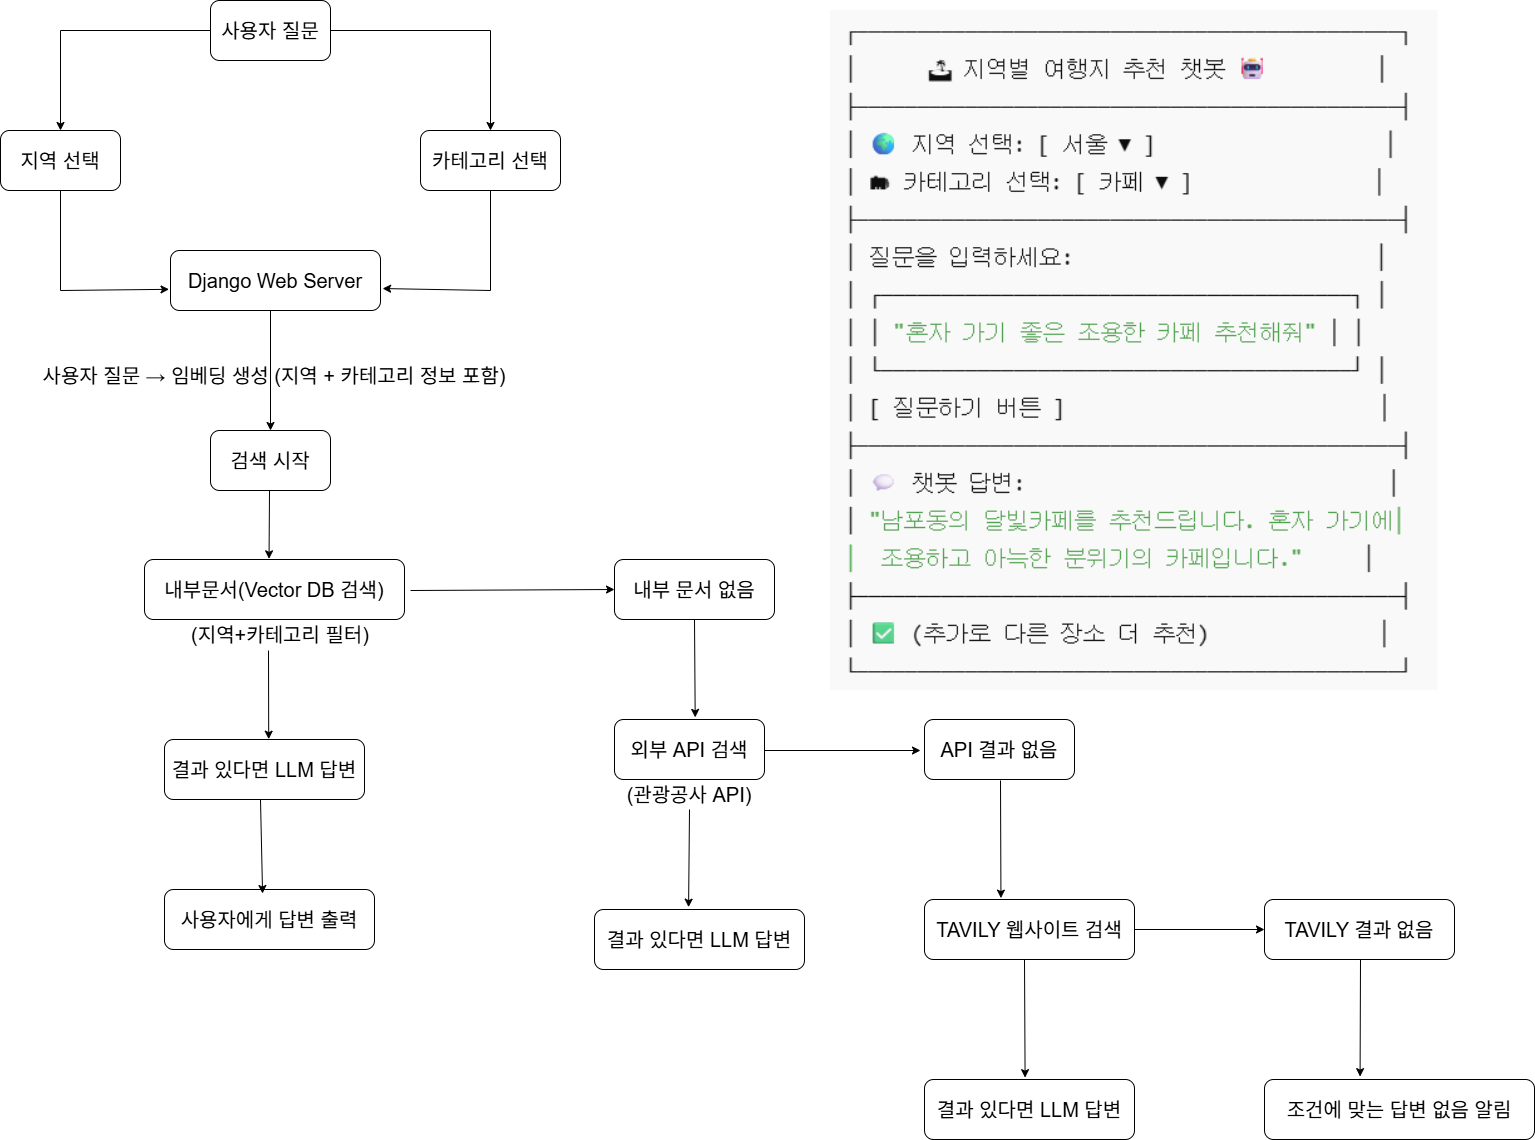 사용자 질문
지역 선택
카테고리 선택
Django Web Server
사용자 질문 → 임베딩 생성 (지역 + 카테고리 정보 포함)
검색 시작
내부문서(Vector DB 검색)
(지역+카테고리 필터)
내부 문서 없음
결과 있다면 LLM 답변
사용자에게 답변 출력
외부 API 검색
(관광공사 API)
결과 있다면 LLM 답변
API 결과 없음
TAVILY 웹사이트 검색
TAVILY 결과 없음
결과 있다면 LLM 답변
조건에 맞는 답변 없음 알림
🏝 지역별 여행지 추천 챗봇 🤖
🌍 지역 선택: [ 서울 ▼ ]
카테고리 선택: [ 카페 ▼ ]
질문을 입력하세요:
"혼자 가기 좋은 조용한 카페 추천해줘"
[ 질문하기 버튼 ]
💬 챗봇 답변:
"남포동의 달빛카페를 추천드립니다. 혼자 가기에
조용하고 아늑한 분위기의 카페입니다."
✅ (추가로 다른 장소 더 추천)